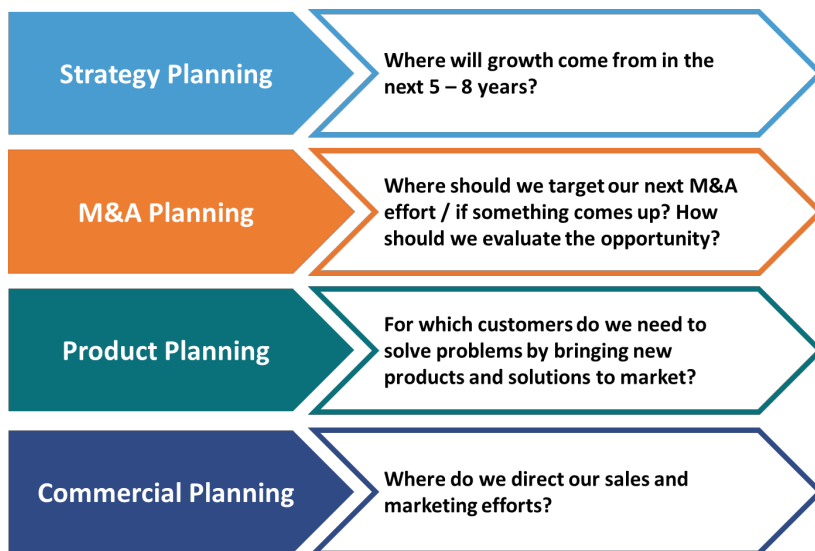 Strategy Planning
Where will growth come from in the
next 5 – 8 years?
M&A Planning
Where should we target our next M&A
effort / if something comes up? How
should we evaluate the opportunity?
Product Planning
For which customers do we need to
solve problems by bringing new
products and solutions to market?
Commercial Planning
Where do we direct our sales and
marketing efforts?